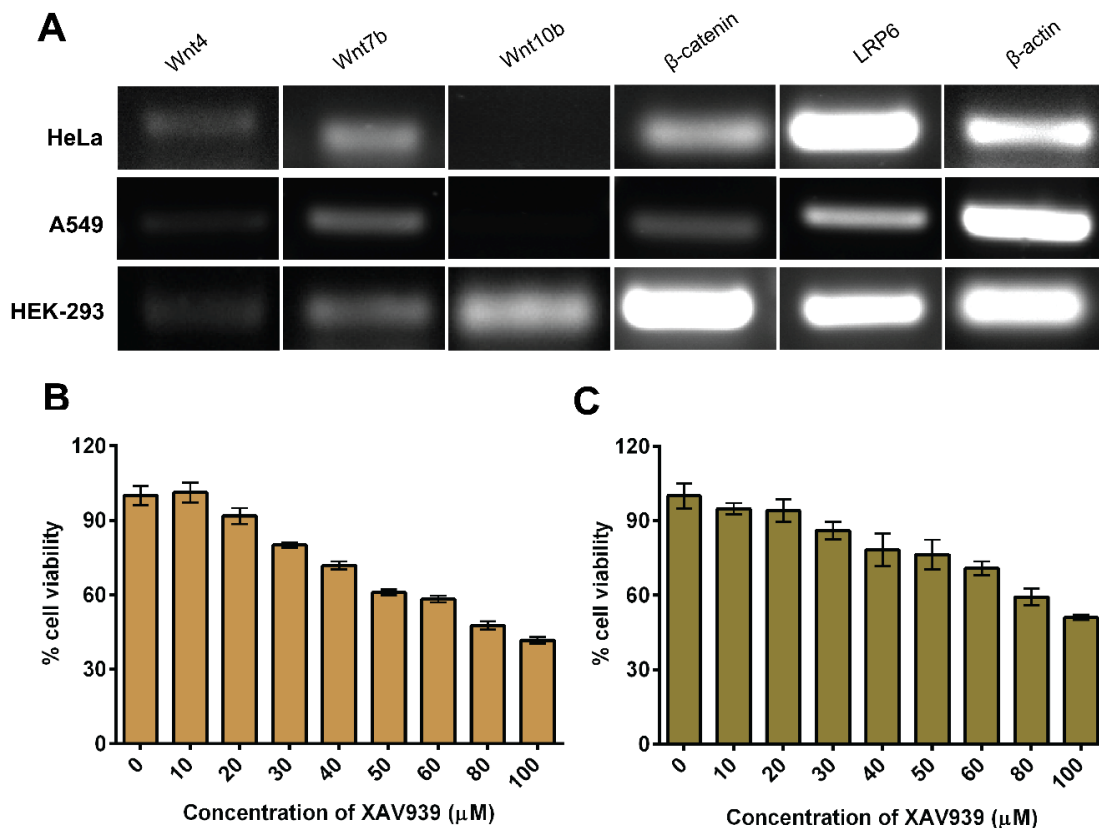 A
Wnt4 Wnt7b Wnt10b β-catenin LRP6 β-actin
HeLa
A549
HEK-293
B
% cell viability
120
90
60
30
0
0 10 20 30 40 50 60 80 100
Concentration of XAV939 (μM)
C
% cell viability
120
90
60
30
0
0 10 20 30 40 50 60 80 100
Concentration of XAV939 (μM)